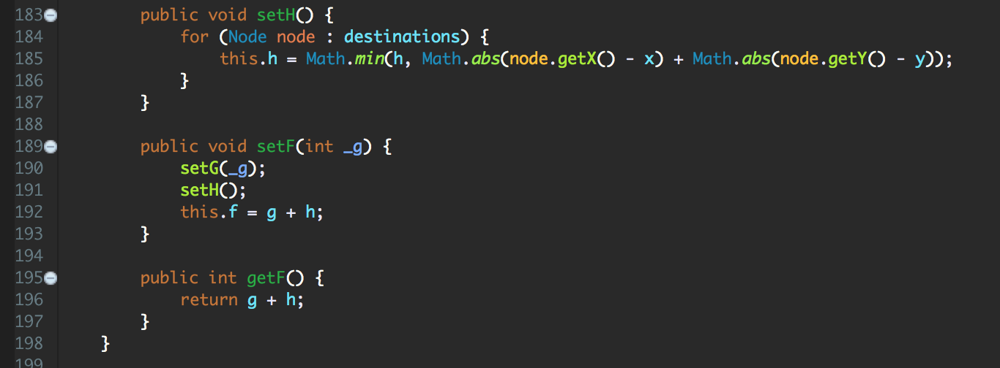 183 public void setH() {
184 for (Node node : destinations) {
185 this.h = Math.min(h, Math.abs(node.getX() - x) + Math.abs(node.getY() - y));
186 }
187 }
188
189 public void setF(int _g) {
190 setG(_g);
191 setH();
192 this.f = g + h;
193 }
194
195 public int getF() {
196 return g + h;
197 }
198 }
199